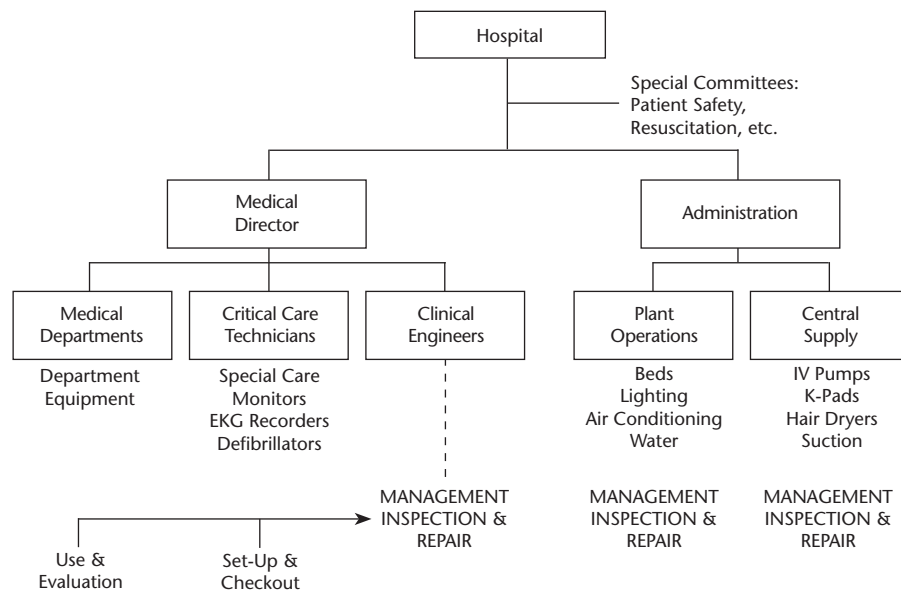 Hospital
Special Committees:
Patient Safety,
Resuscitation, etc.
Medical
Director
Administration
Medical
Departments
Critical Care
Technicians
Clinical
Engineers
Plant
Operations
Central
Supply
Department
Equipment
Special Care
Monitors
EKG Recorders
Defibrillators
Beds
Lighting
Air Conditioning
Water
IV Pumps
K-Pads
Hair Dryers
Suction
MANAGEMENT
INSPECTION &
REPAIR
MANAGEMENT
INSPECTION &
REPAIR
MANAGEMENT
INSPECTION &
REPAIR
Use &
Evaluation
Set-Up &
Checkout